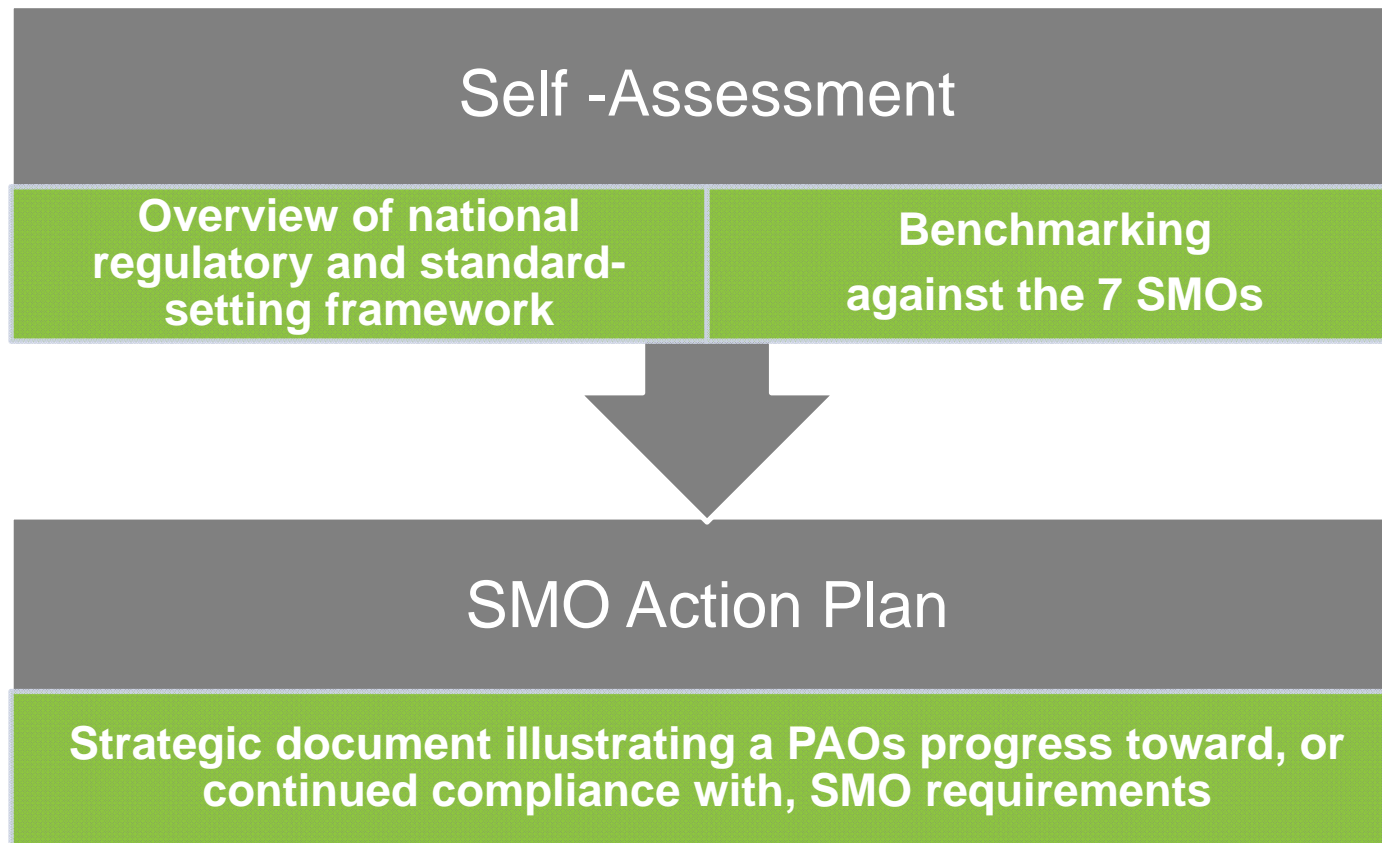 Self -Assessment
Overview of national
regulatory and standard-
setting framework
Benchmarking
against the 7 SMOs
SMO Action Plan
Strategic document illustrating a PAOs progress toward, or
continued compliance with, SMO requirements